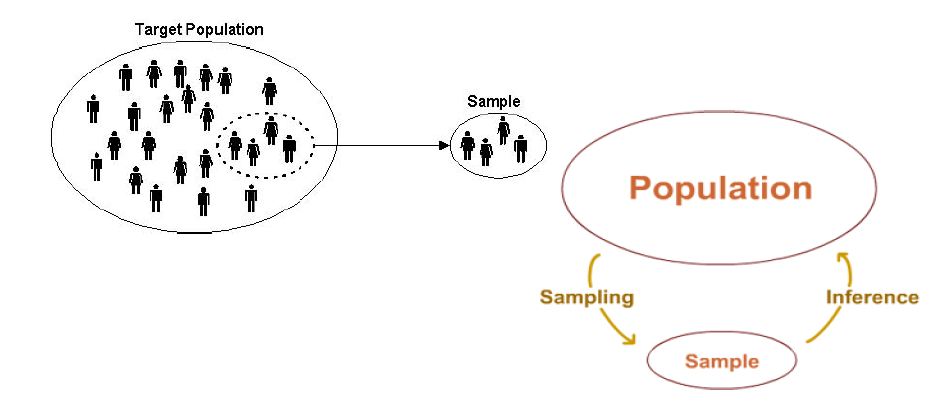 Target Population
Sample
Population
Sampling
Inference
Sample